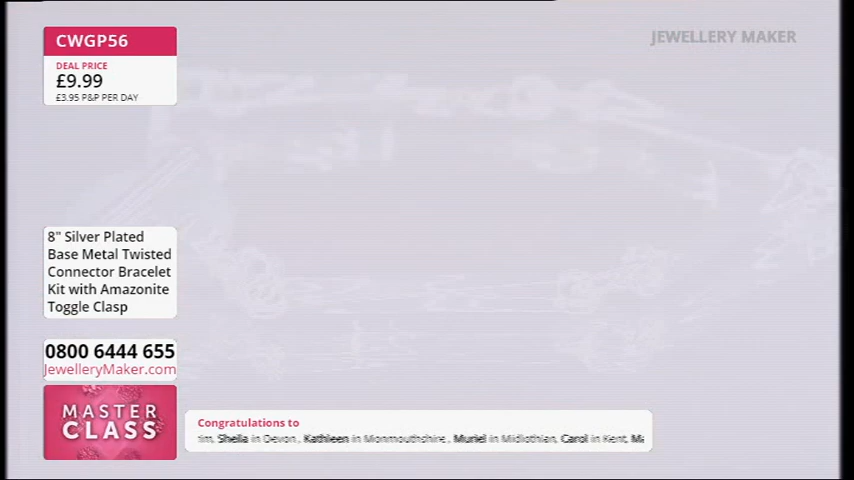 CWGP56
DEAL PRICE
£9.99
£3.95 P&P PER DAY
JEWELLERY MAKER
8" Silver Plated
Base Metal Twisted
Connector Bracelet
Kit with Amazonite
Toggle Clasp
0800 6444 655
JewelleryMaker.com
MASTER
CLASS
Congratulations to
Sheila in Devon, Kathleen in Monmouthshire, Muriel in Midlothian, Carol in Kent,